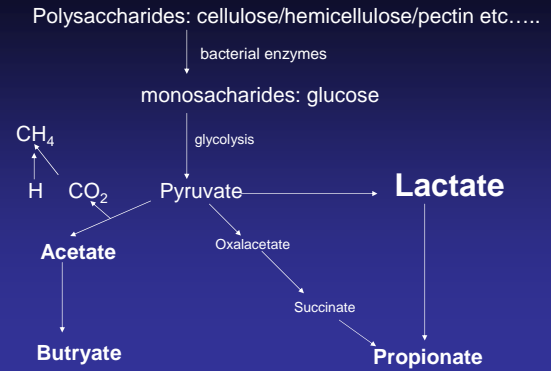 Polysaccharides: cellulose/hemicellulose/pectin etc.....
bacterial enzymes
monosacharides: glucose
glycolysis
CH₄
H
CO₂
Pyruvate
Lactate
Acetate
Oxalacetate
Succinate
Butryate
Propionate